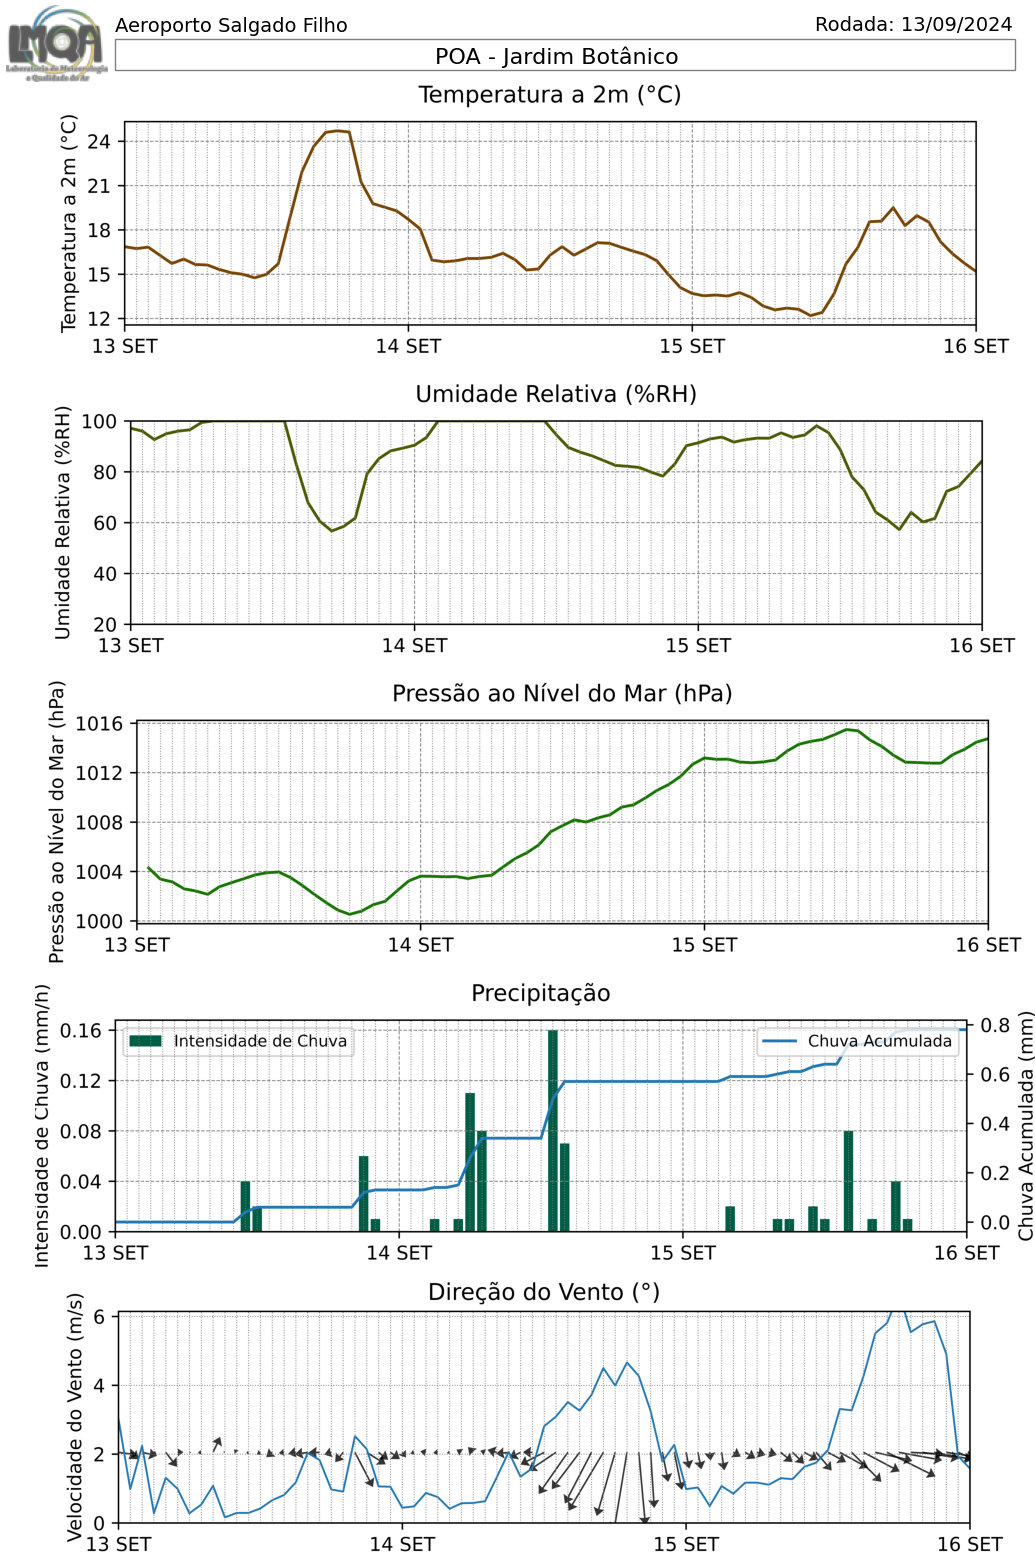 Aeroporto Salgado Filho
Rodada: 13/09/2024
LMQA
Laboratório de Meteorologia
e Qualidade do Ar
POA - Jardim Botânico
Temperatura a 2m (°C)
Temperatura a 2m (°C)
24
21
18
15
12
13 SET 14 SET 15 SET 16 SET
Umidade Relativa (%RH)
Umidade Relativa (%RH)
100
80
60
40
20
13 SET 14 SET 15 SET 16 SET
Pressão ao Nível do Mar (hPa)
Pressão ao Nível do Mar (hPa)
1016
1012
1008
1004
1000
13 SET 14 SET 15 SET 16 SET
Precipitação
Intensidade de Chuva (mm/h)
0.16
0.12
0.08
0.04
0.00
Intensidade de Chuva
Chuva Acumulada
0.8
0.6
0.4
0.2
0.0
Chuva Acumulada (mm)
13 SET 14 SET 15 SET 16 SET
Direção do Vento (°)
Velocidade do Vento (m/s)
6
4
2
0
13 SET 14 SET 15 SET 16 SET